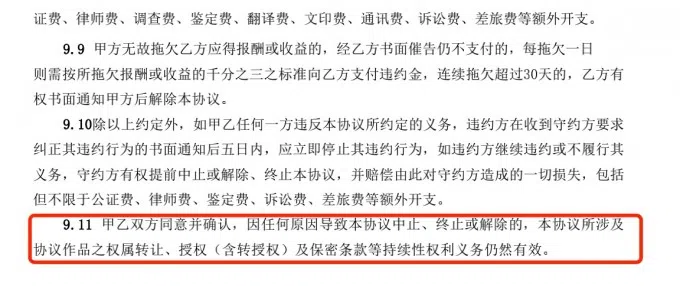 证费、律师费、调查费、鉴定费、翻译费、文印费、通讯费、诉讼费、差旅费等额外开支。
9.9 甲方无故拖欠乙方应得报酬或收益的，经乙方书面催告仍不支付的，每拖欠一日
则需按所拖欠报酬或收益的千分之三之标准向乙方支付违约金，连续拖欠超过30天的，乙方有
权书面通知甲方后解除本协议。
9.10除以上约定外，如甲乙任何一方违反本协议所约定的义务，违约方在收到守约方要求
纠正其违约行为的书面通知后五日内，应立即停止其违约行为，如违约方继续违约或不履行其
义务，守约方有权提前中止或解除、终止本协议，并赔偿由此对守约方造成的一切损失，包括
但不限于公证费、律师费、鉴定费、诉讼费、差旅费等额外开支。
9.11 甲乙双方同意并确认，因任何原因导致本协议中止、终止或解除的，本协议所涉及
协议作品之权属转让、授权（含转授权）及保密条款等持续性权利义务仍然有效。